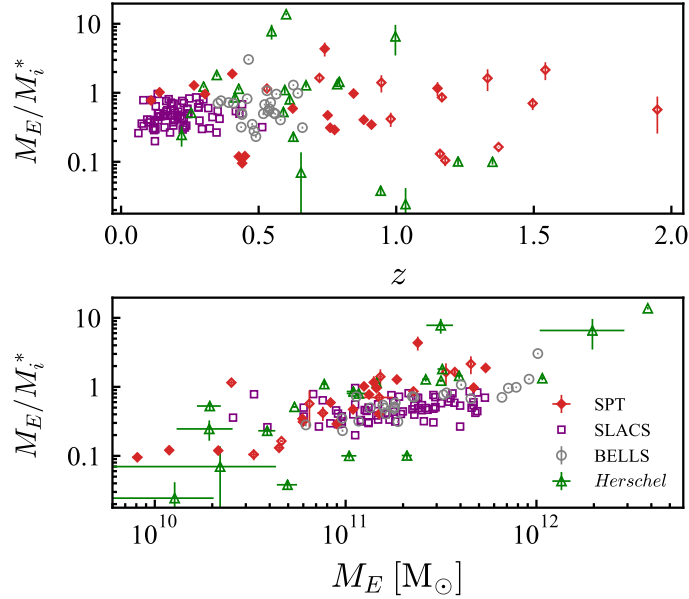 10
1
0.1
M_E/M_i^*
0.0 0.5 1.0 1.5 2.0
z
10
1
0.1
M_E/M_i^*
SPT
SLACS
BELLS
Herschel
10^10 10^11 10^12
M_E [M_⊙]